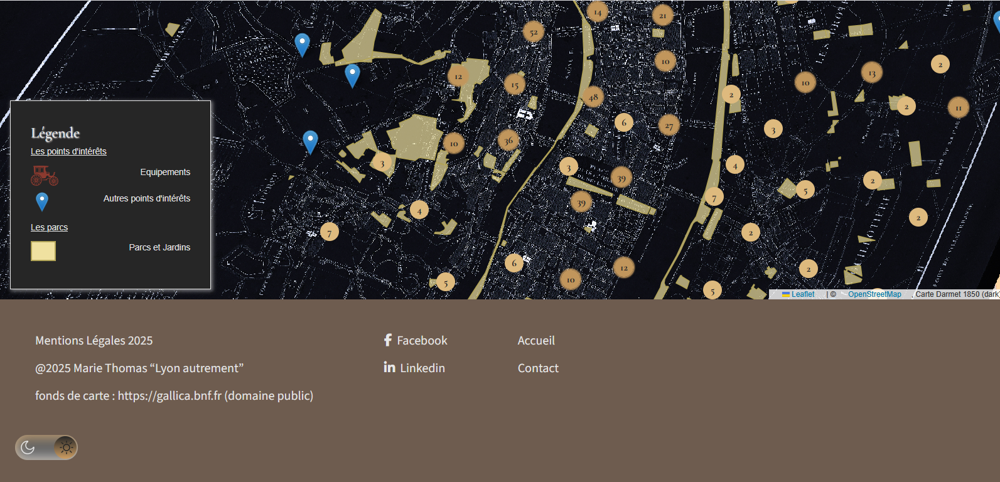 14
21
52
10
2
12
15
10
13
48
2
2
11
6
27
3
10
36
3
3
4
39
2
5
7
39
4
7
2
2
6
12
2
10
5
5
Légende
Les points d'intérêts
Equipements
Autres points d'intérêts
Les parcs
Parcs et Jardins
Leaflet | © OpenStreetMap , Carte Darmet 1850 (dark)
Mentions Légales 2025
@2025 Marie Thomas “Lyon autrement”
fonds de carte : https://gallica.bnf.fr (domaine public)
Facebook
Linkedin
Accueil
Contact